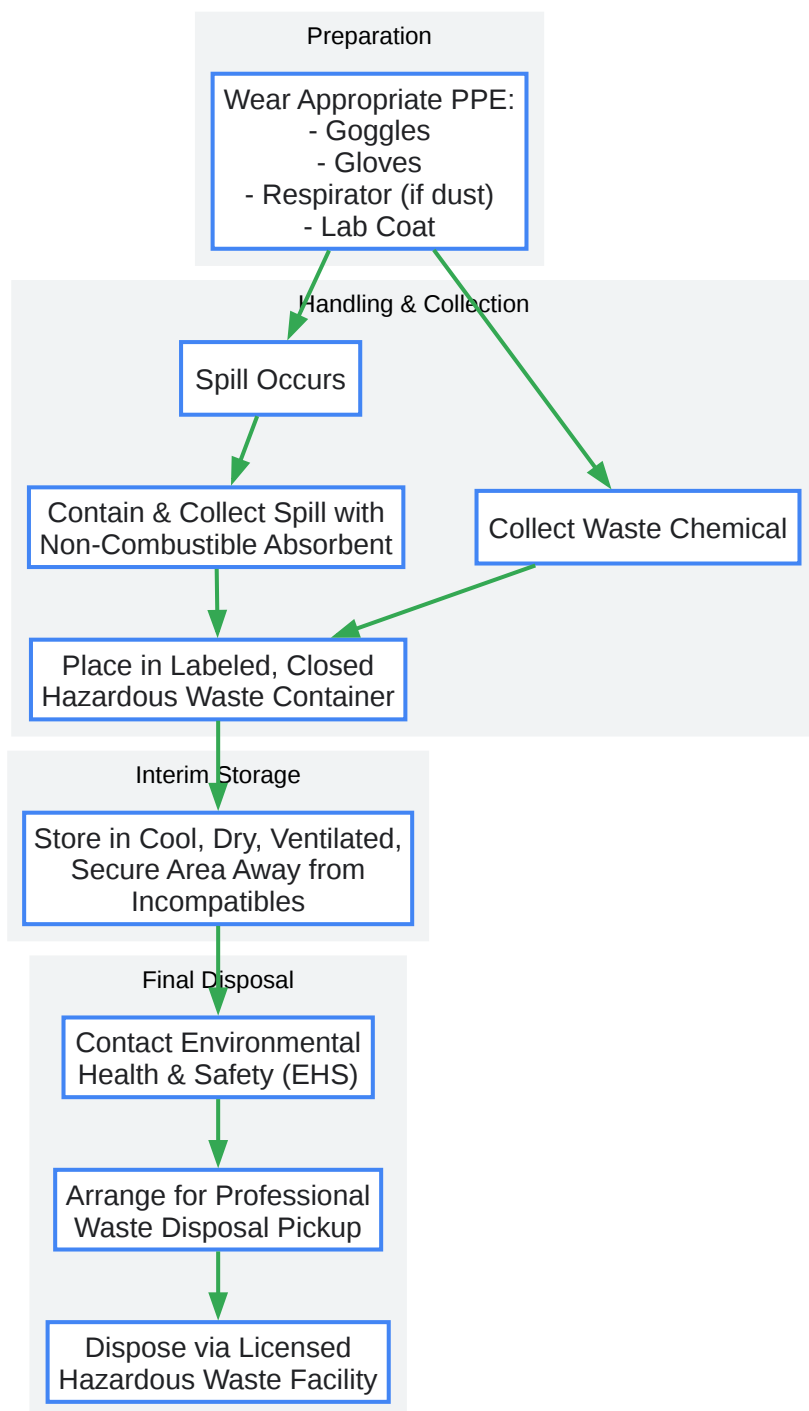 Preparation
Wear Appropriate PPE:
- Goggles
- Gloves
- Respirator (if dust)
- Lab Coat
Handling & Collection
Spill Occurs
Contain & Collect Spill with
Non-Combustible Absorbent
Collect Waste Chemical
Place in Labeled, Closed
Hazardous Waste Container
Interim Storage
Store in Cool, Dry, Ventilated,
Secure Area Away from
Incompatibles
Final Disposal
Contact Environmental
Health & Safety (EHS)
Arrange for Professional
Waste Disposal Pickup
Dispose via Licensed
Hazardous Waste Facility